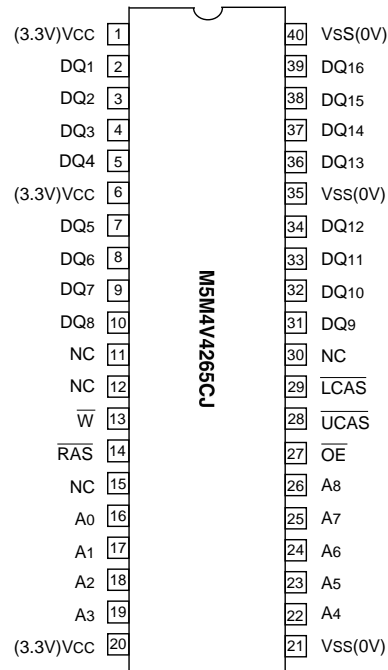 (3.3V)VCC 1 40 VSS(0V)
DQ1 2 39 DQ16
DQ2 3 38 DQ15
DQ3 4 37 DQ14
DQ4 5 36 DQ13
(3.3V)VCC 6 35 VSS(0V)
DQ5 7 34 DQ12
DQ6 8 33 DQ11
DQ7 9 32 DQ10
DQ8 10 31 DQ9
NC 11 30 NC
NC 12 29 L̅C̅A̅S̅
W̅ 13 28 U̅C̅A̅S̅
R̅A̅S̅ 14 27 O̅E̅
NC 15 26 A8
A0 16 25 A7
A1 17 24 A6
A2 18 23 A5
A3 19 22 A4
(3.3V)VCC 20 21 VSS(0V)
M5M4V4265CJ